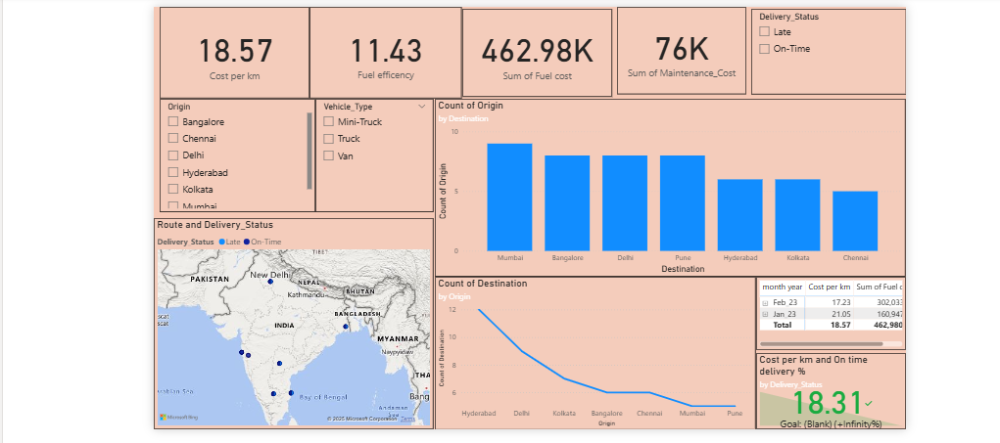 18.57
Cost per km
11.43
Fuel efficency
462.98K
Sum of Fuel cost
76K
Sum of Maintenance_Cost
Delivery_Status
Late
On-Time
Origin
Bangalore
Chennai
Delhi
Hyderabad
Kolkata
Mumbai
Vehicle_Type
Mini-Truck
Truck
Van
Count of Origin
by Destination
Count of Origin
10
5
0
Mumbai Bangalore Delhi Pune Hyderabad Kolkata Chennai
Destination
Route and Delivery_Status
Delivery_Status Late On-Time
TIBET
PAKISTAN
New Delhi
NEPAL
Kathmandu
BHUTAN
BANGLADESH
INDIA
MYANMAR
Naypyidaw
THA
Bang
Bay of Bengal
Andaman
Sea
Microsoft Bing
© 2025 Microsoft Corporation Terms
Count of Destination
by Origin
Count of Destination
12
10
8
6
Hyderabad Delhi Kolkata Bangalore Chennai Mumbai Pune
Origin
month year Cost per km Sum of Fuel c
Feb_23 17.23 302,033
Jan_23 21.05 160,947
Total 18.57 462,980
Cost per km and On time
delivery %
by Delivery_Status
18.31
Goal: (Blank) (+Infinity%)